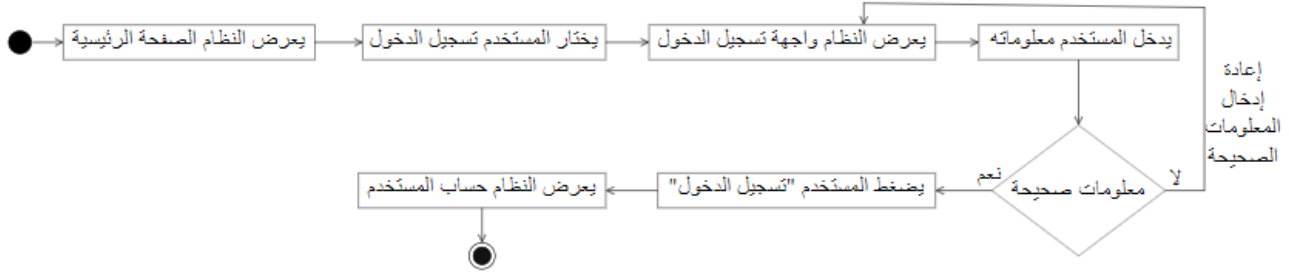 يعرض النظام الصفحة الرئيسية
يختار المستخدم تسجيل الدخول
يعرض النظام واجهة تسجيل الدخول
يدخل المستخدم معلوماته
إعادة
إدخال
المعلومات
الصحيحة
معلومات صحيحة
لا
نعم
يضغط المستخدم "تسجيل الدخول"
يعرض النظام حساب المستخدم